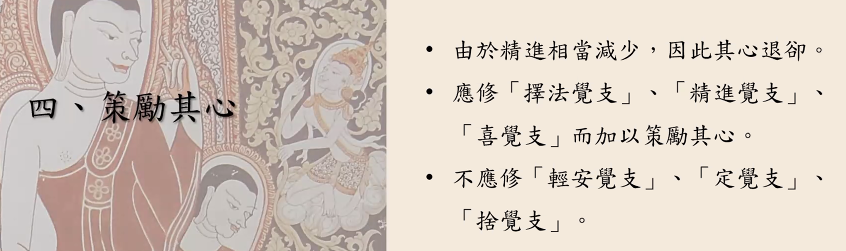 四、策勵其心
• 由於精進相當減少，因此其心退卻。
• 應修「擇法覺支」、「精進覺支」、
「喜覺支」而加以策勵其心。
• 不應修「輕安覺支」、「定覺支」、
「捨覺支」。